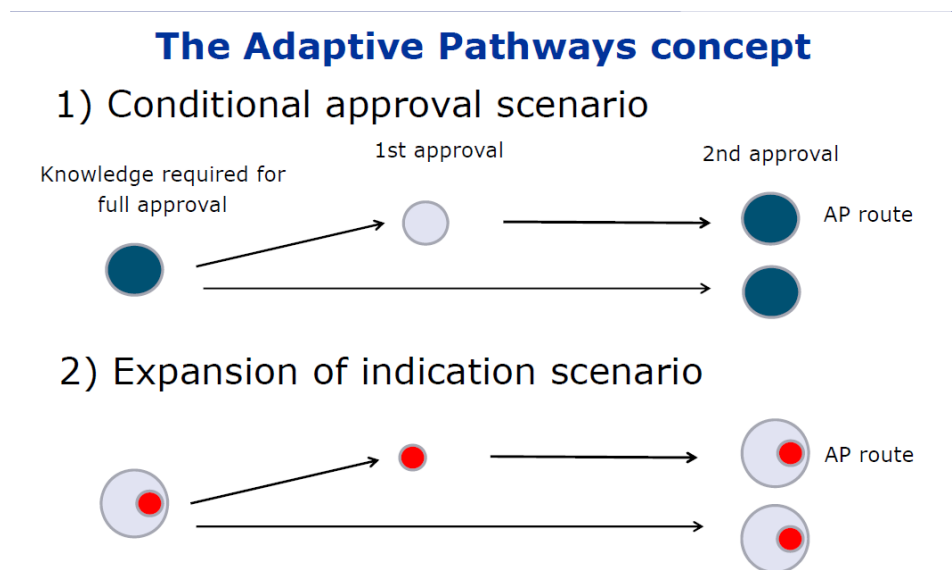 The Adaptive Pathways concept
1) Conditional approval scenario
1st approval
2nd approval
Knowledge required for
full approval
AP route
2) Expansion of indication scenario
AP route